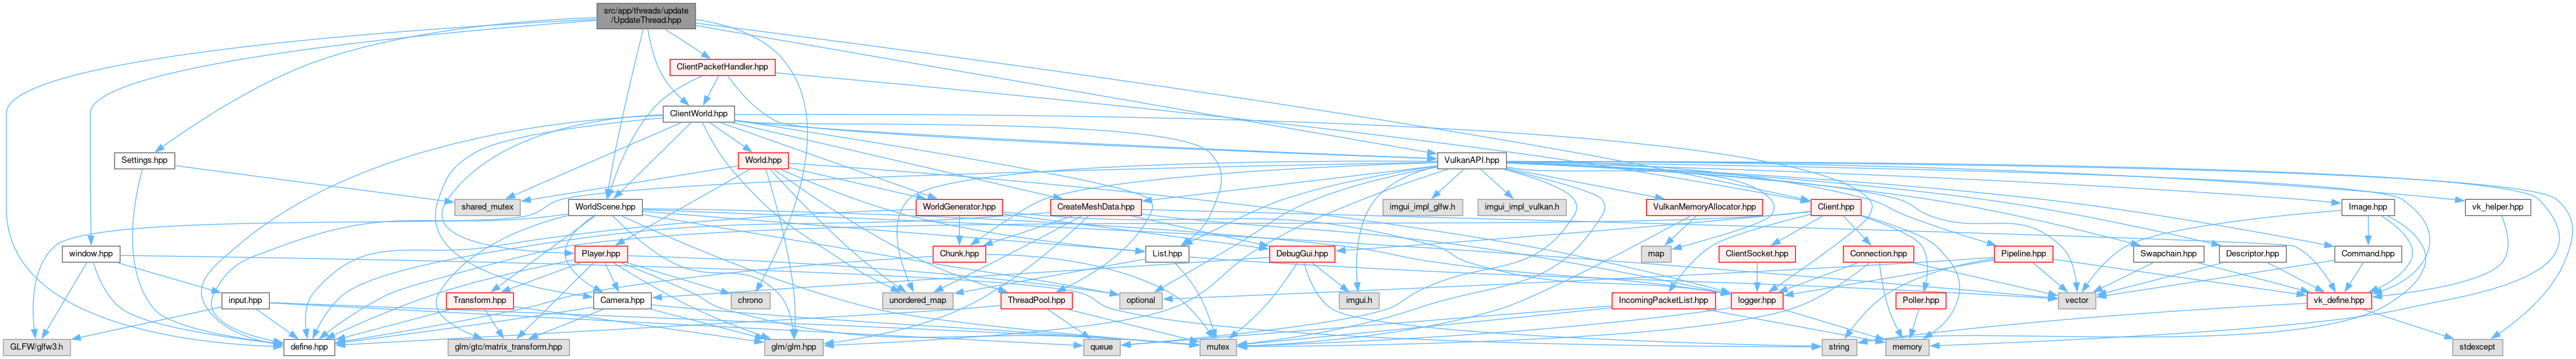 src/app/threads/update
/UpdateThread.hpp
ClientPacketHandler.hpp
ClientWorld.hpp
Settings.hpp
World.hpp
VulkanAPI.hpp
shared_mutex
WorldScene.hpp
WorldGenerator.hpp
CreateMeshData.hpp
imgui_impl_glfw.h
imgui_impl_vulkan.h
VulkanMemoryAllocator.hpp
Client.hpp
Image.hpp
vk_helper.hpp
window.hpp
Player.hpp
Chunk.hpp
List.hpp
DebugGui.hpp
map
ClientSocket.hpp
Connection.hpp
Pipeline.hpp
Swapchain.hpp
Descriptor.hpp
Command.hpp
input.hpp
Transform.hpp
Camera.hpp
chrono
unordered_map
ThreadPool.hpp
optional
imgui.h
IncomingPacketList.hpp
logger.hpp
Poller.hpp
vector
vk_define.hpp
GLFW/glfw3.h
define.hpp
glm/gtc/matrix_transform.hpp
glm/glm.hpp
queue
mutex
string
memory
stdexcept